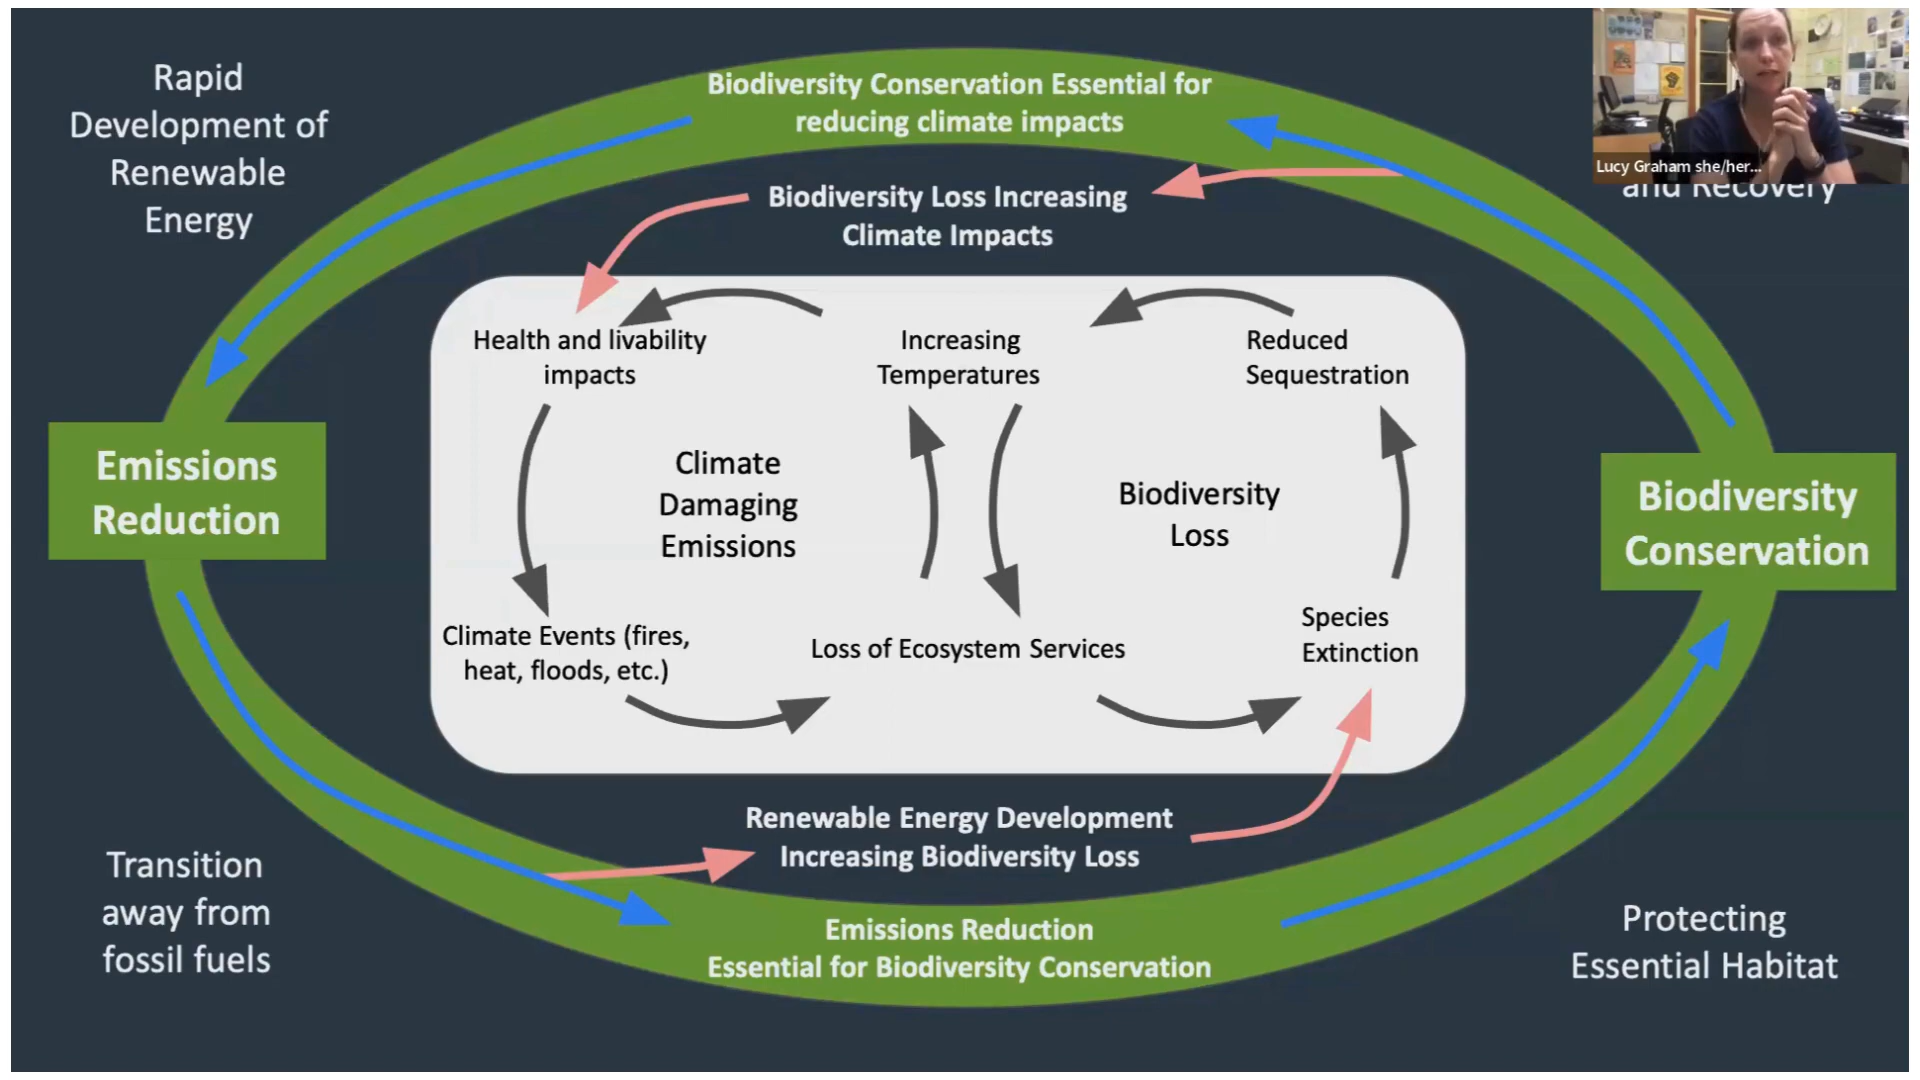 Rapid
Development of
Renewable
Energy
Biodiversity Conservation Essential for
reducing climate impacts
Lucy Graham she/her...
and Recovery
Biodiversity Loss Increasing
Climate Impacts
Health and livability
impacts
Increasing
Temperatures
Reduced
Sequestration
Emissions
Reduction
Climate
Damaging
Emissions
Biodiversity
Loss
Biodiversity
Conservation
Climate Events (fires,
heat, floods, etc.)
Loss of Ecosystem Services
Species
Extinction
Renewable Energy Development
Increasing Biodiversity Loss
Transition
away from
fossil fuels
Emissions Reduction
Essential for Biodiversity Conservation
Protecting
Essential Habitat